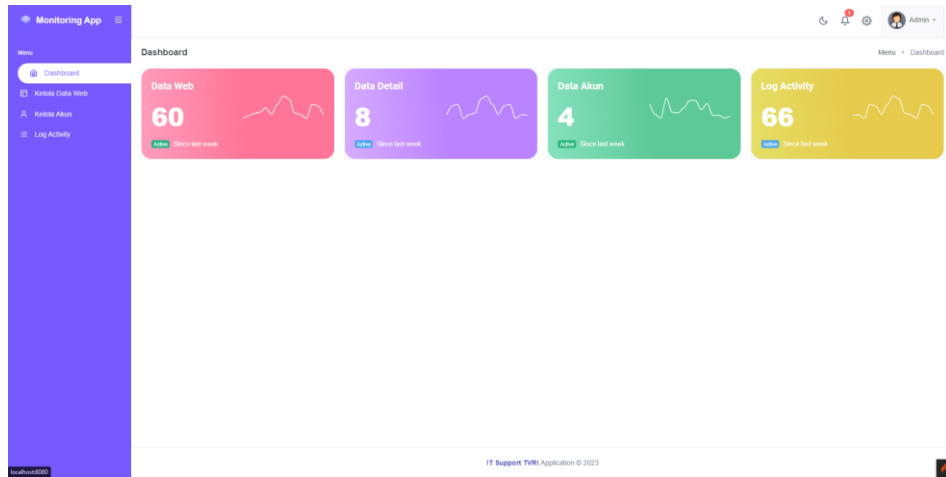 Monitoring App
1
Admin
Menu
Dashboard
Kelola Data Web
Kelola Akun
Log Activity
Dashboard
Menu > Dashboard
Data Web
60
Active Since last week
Data Detail
8
Active Since last week
Data Akun
4
Active Since last week
Log Activity
66
Active Since last week
IT Support TVRI Application © 2023
localhost:8080